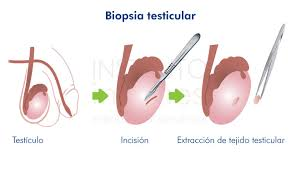 Biopsia testicular
Testículo
Incisión
Extracción de tejido testicular